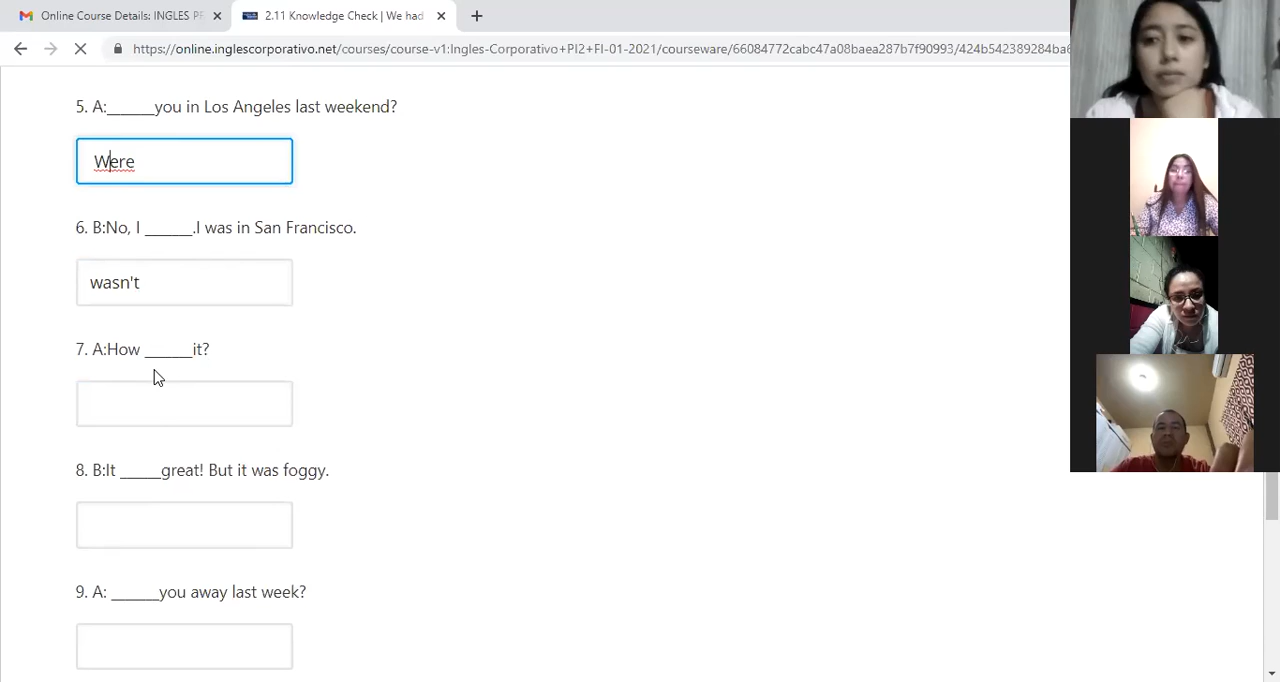 Online Course Details: INGLES PF
2.11 Knowledge Check | We had
https://online.inglescorporativo.net/courses/course-v1:Ingles-Corporativo+PI2+FI-01-2021/courseware/66084772cabc47a08baea287b7f90993/424b542389284ba6
5. A:______you in Los Angeles last weekend?
Were
6. B:No, I ______.I was in San Francisco.
wasn't
7. A:How ______it?
8. B:It _____great! But it was foggy.
9. A: ______you away last week?